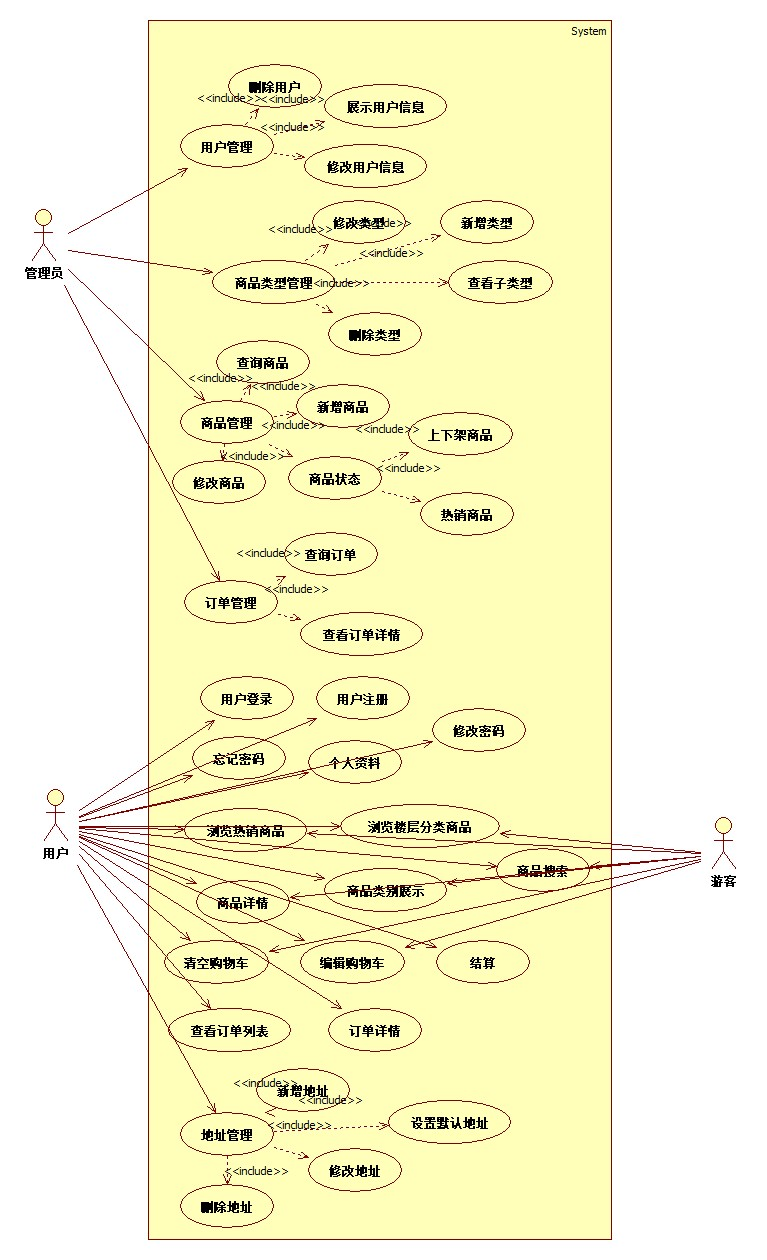 System
删除用户
<<include>>
<<include>>
展示用户信息
<<include>>
用户管理
修改用户信息
管理员
修改类型
新增类型
<<include>>
<<include>>
<<include>>
商品类型管理
<<include>>
查看子类型
删除类型
查询商品
<<include>>
<<include>>
新增商品
商品管理
<<include>>
<<include>>
上下架商品
<<include>>
<<include>>
修改商品
商品状态
热销商品
<<include>>
查询订单
<<include>>
订单管理
查看订单详情
用户登录
用户注册
修改密码
忘记密码
个人资料
用户
浏览热销商品
浏览楼层分类商品
商品搜索
游客
商品详情
商品类别展示
清空购物车
编辑购物车
结算
查看订单列表
订单详情
<<include>>
新增地址
<<include>>
<<include>>
设置默认地址
地址管理
<<include>>
修改地址
删除地址